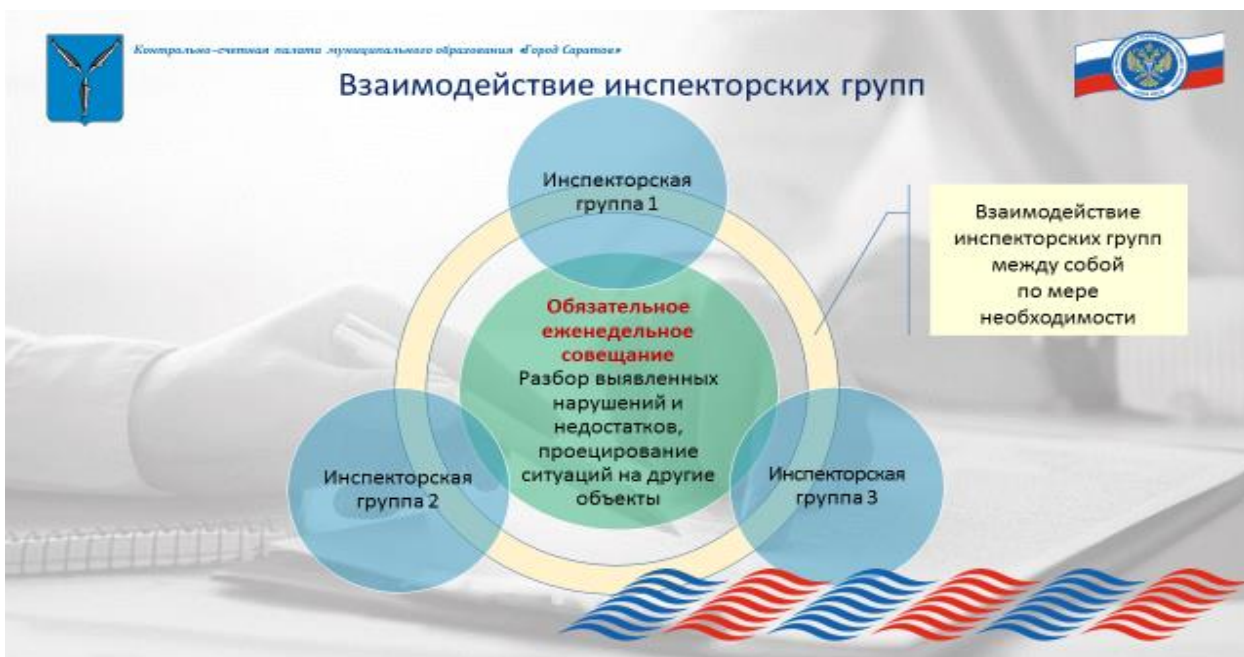 Контрольно-счетная палата муниципального образования «Город Саратов»
Взаимодействие инспекторских групп
Инспекторская
группа 1
Взаимодействие
инспекторских групп
между собой
по мере
необходимости
Обязательное
еженедельное
совещание
Разбор выявленных
нарушений и
недостатков,
проецирование
ситуаций на другие
объекты
Инспекторская
группа 2
Инспекторская
группа 3